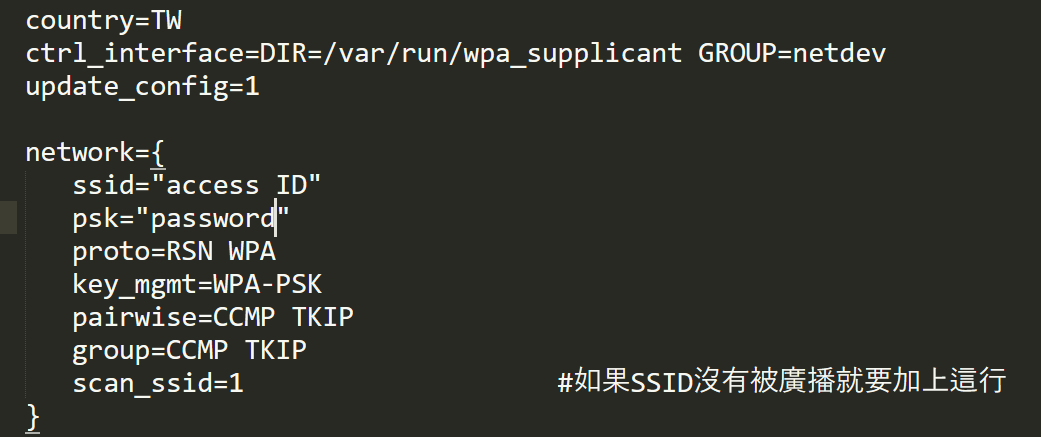 country=TW
ctrl_interface=DIR=/var/run/wpa_supplicant GROUP=netdev
update_config=1
network={
ssid="access ID"
psk="password"
proto=RSN WPA
key_mgmt=WPA-PSK
pairwise=CCMP TKIP
group=CCMP TKIP
scan_ssid=1 #如果SSID沒有被廣播就要加上這行
}